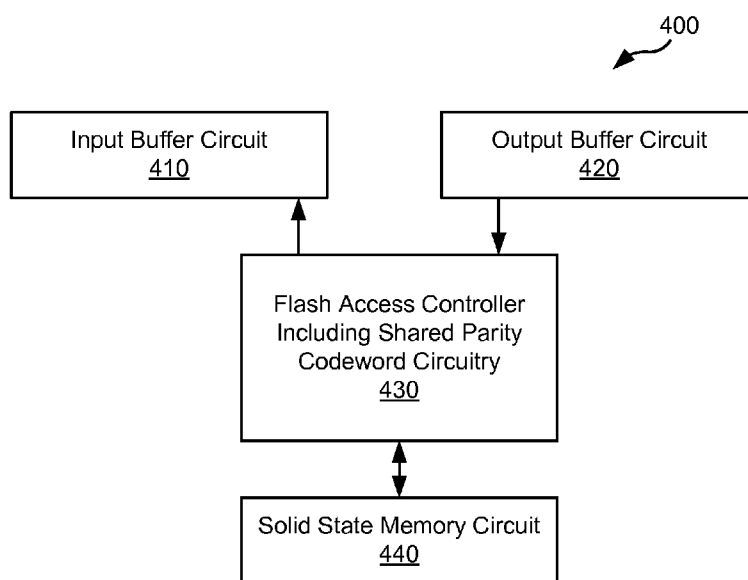 400
Input Buffer Circuit
410
Output Buffer Circuit
420
Flash Access Controller
Including Shared Parity
Codeword Circuitry
430
Solid State Memory Circuit
440